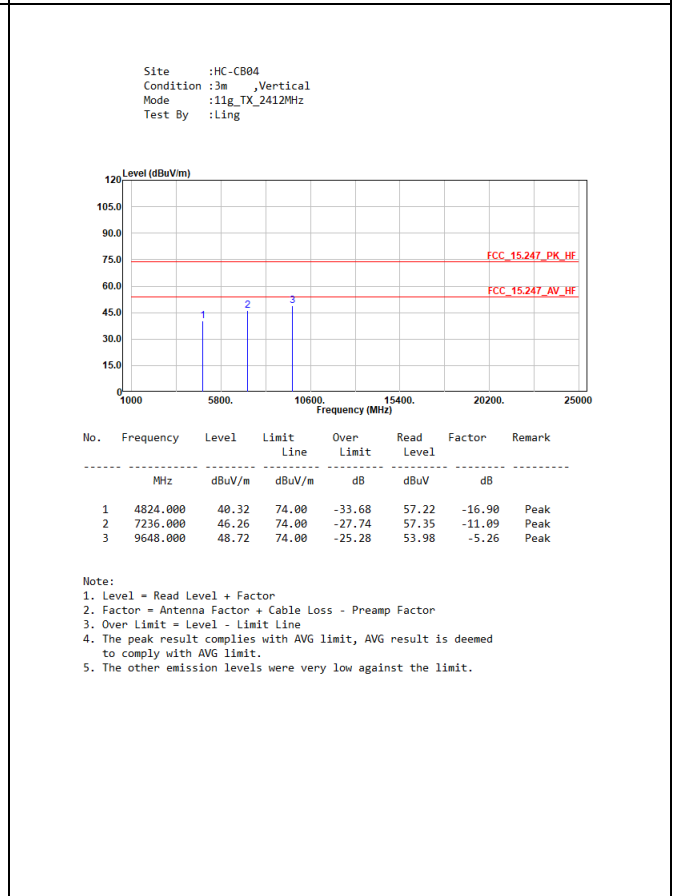 Site :HC-CB04
Condition :3m ,Vertical
Mode :11g_TX_2412MHz
Test By :Ling
Level (dBuV/m)
120
105.0
90.0
75.0
FCC_15.247_PK_HF
60.0
FCC_15.247_AV_HF
45.0
1 2 3
30.0
15.0
0
1000 5800. 10600. 15400. 20200. 25000
Frequency (MHz)
No. Frequency Level Limit Over Read Factor Remark
Line Limit Level
------ ----------- -------- --------- --------- -------- -------- ---------
MHz dBuV/m dBuV/m dB dBuV dB
1 4824.000 40.32 74.00 -33.68 57.22 -16.90 Peak
2 7236.000 46.26 74.00 -27.74 57.35 -11.09 Peak
3 9648.000 48.72 74.00 -25.28 53.98 -5.26 Peak
Note:
1. Level = Read Level + Factor
2. Factor = Antenna Factor + Cable Loss - Preamp Factor
3. Over Limit = Level - Limit Line
4. The peak result complies with AVG limit, AVG result is deemed
to comply with AVG limit.
5. The other emission levels were very low against the limit.